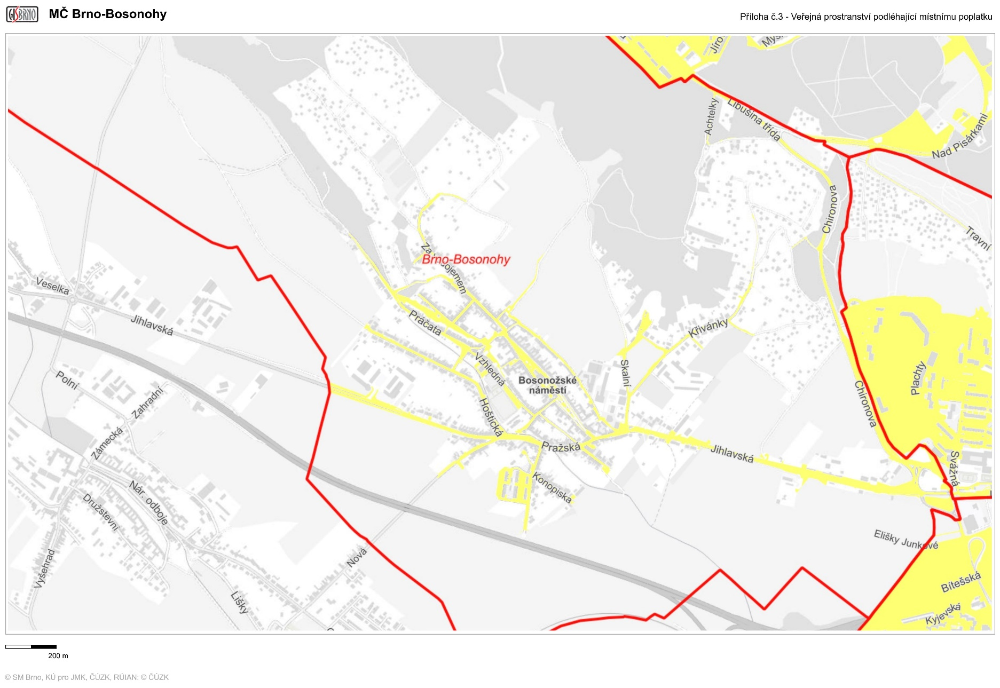 GISBRNO
MČ Brno-Bosonohy
Příloha č.3 - Veřejná prostranství podléhající místnímu poplatku
Achtelky
Libušina třída
Nad Pisárkami
Chironova
Travní
Brno-Bosonohy
Veselka
Jihlavská
Práčata
Křivánky
Vzhledná
Skalní
Bosonožské
náměstí
Plachty
Polní
Zahradní
Hoštická
Chironova
Zámecká
Pražská
Jihlavská
Svážná
Konopiska
Nár. odboje
Družstevní
Elišky Junkové
Nová
Vyšehrad
Bítešská
Lišky
Kyjevská
200 m
© SM Brno, KÚ pro JMK, ČÚZK, RÚIAN: © ČÚZK